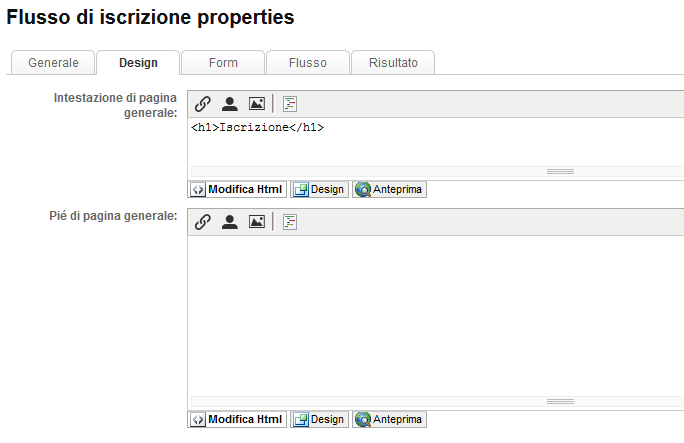 Flusso di iscrizione properties
Generale Design Form Flusso Risultato
Intestazione di pagina
generale:
<h1>Iscrizione</h1>
Modifica Html Design Anteprima
Pié di pagina generale:
Modifica Html Design Anteprima